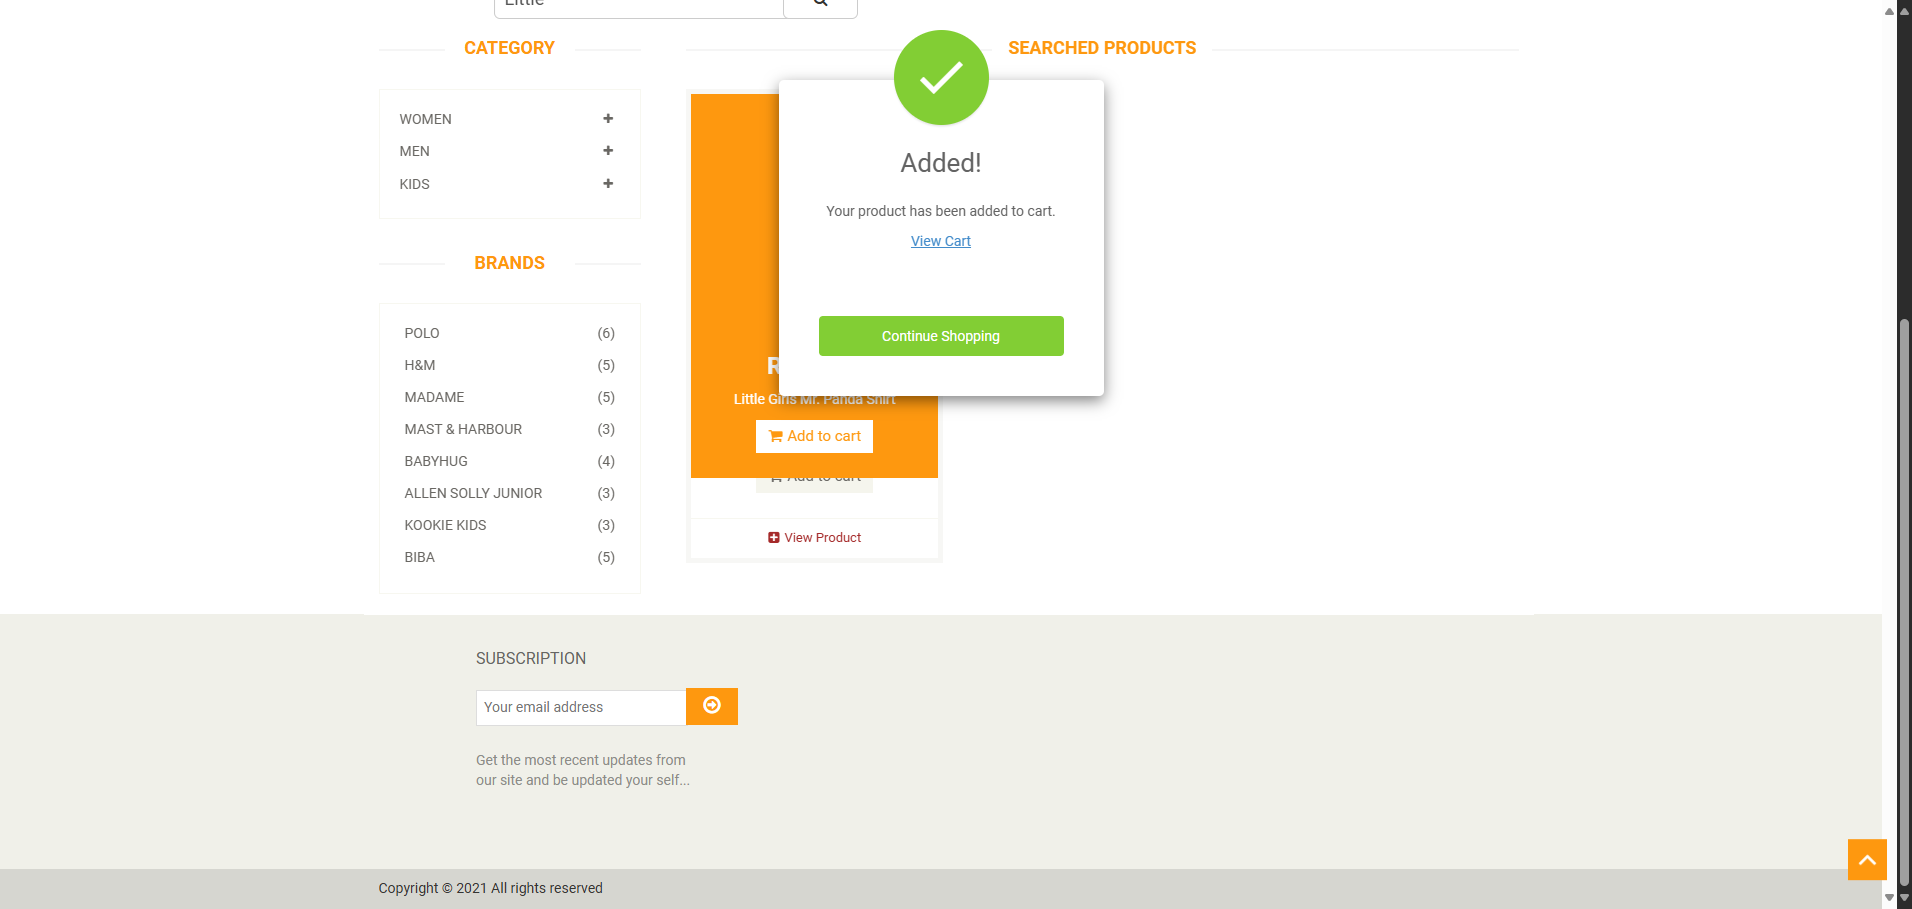 Little
CATEGORY
WOMEN
MEN
KIDS
BRANDS
POLO (6)
H&M (5)
MADAME (5)
MAST & HARBOUR (3)
BABYHUG (4)
ALLEN SOLLY JUNIOR (3)
KOOKIE KIDS (3)
BIBA (5)
SEARCHED PRODUCTS
Added!
Your product has been added to cart.
View Cart
Continue Shopping
R
Little Girls Mr. Panda Shirt
Add to cart
Add to cart
View Product
SUBSCRIPTION
Your email address
Get the most recent updates from
our site and be updated your self...
Copyright © 2021 All rights reserved